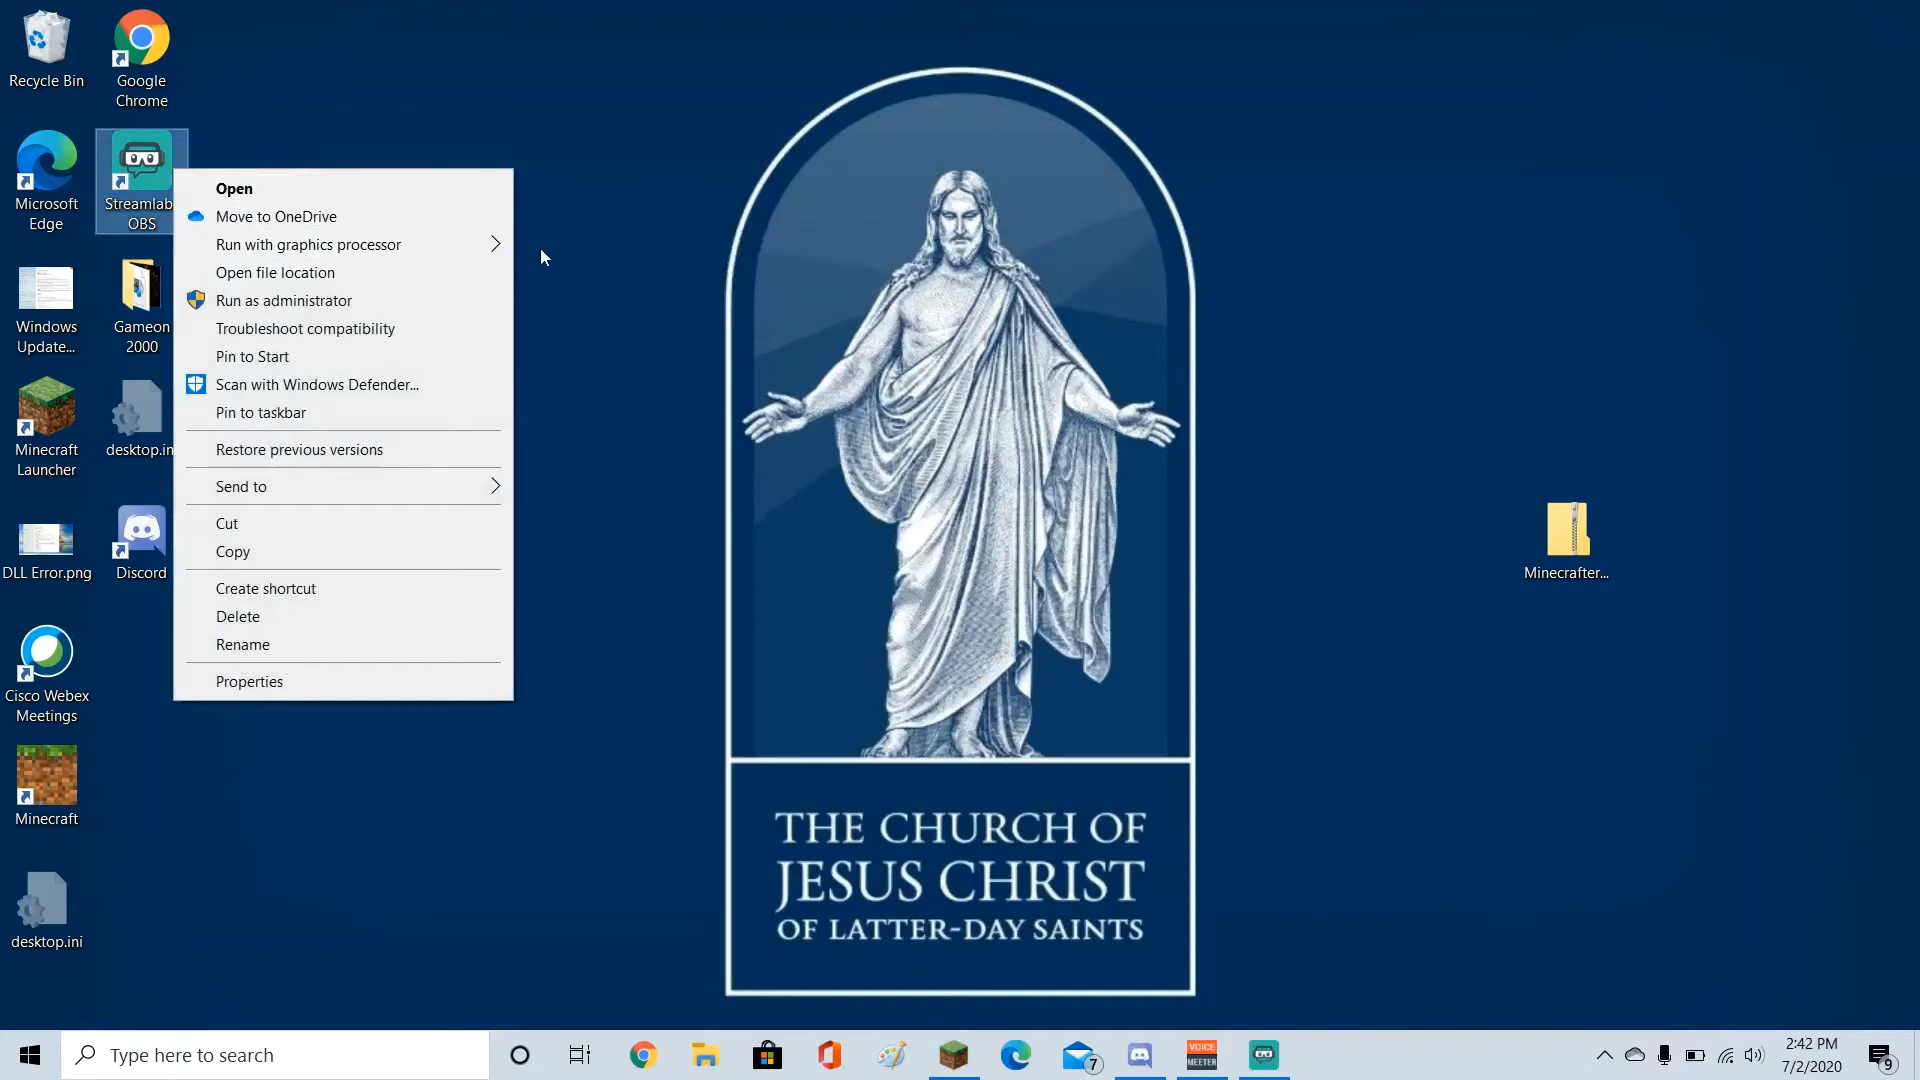 Recycle Bin
Google
Chrome
Microsoft
Edge
Streamlab
OBS
Windows
Update...
Gameon
2000
Minecraft
Launcher
desktop.in
DLL Error.png
Discord
Cisco Webex
Meetings
Minecraft
desktop.ini
Open
Move to OneDrive
Run with graphics processor
Open file location
Run as administrator
Troubleshoot compatibility
Pin to Start
Scan with Windows Defender...
Pin to taskbar
Restore previous versions
Send to
Cut
Copy
Create shortcut
Delete
Rename
Properties
THE CHURCH OF
JESUS CHRIST
OF LATTER-DAY SAINTS
Minecrafter...
Type here to search
7
VOICE
MEETER
2:42 PM
7/2/2020
9